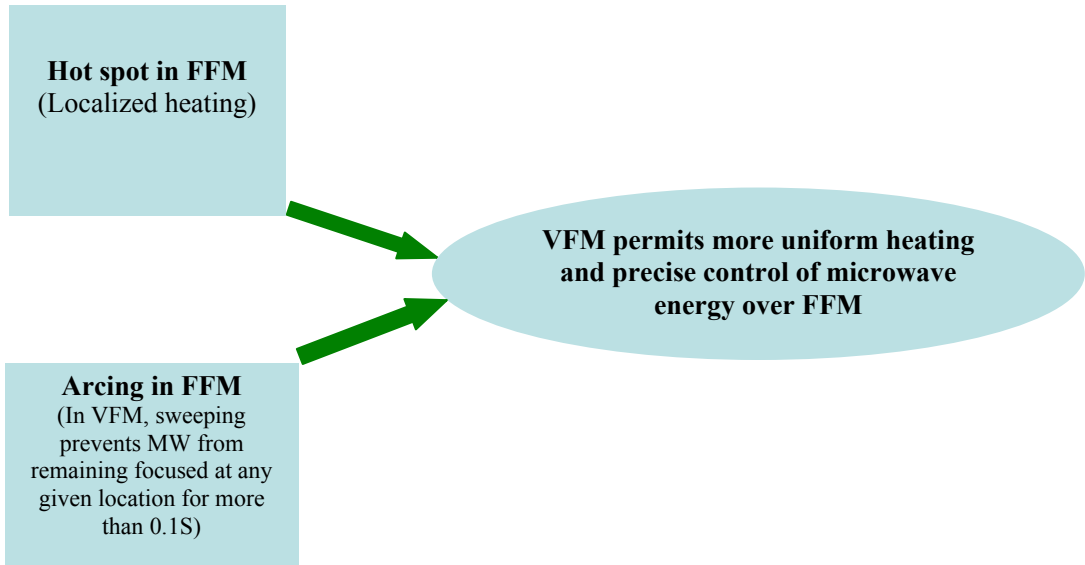 Hot spot in FFM
(Localized heating)
VFM permits more uniform heating
and precise control of microwave
energy over FFM
Arcing in FFM
(In VFM, sweeping
prevents MW from
remaining focused at any
given location for more
than 0.1S)